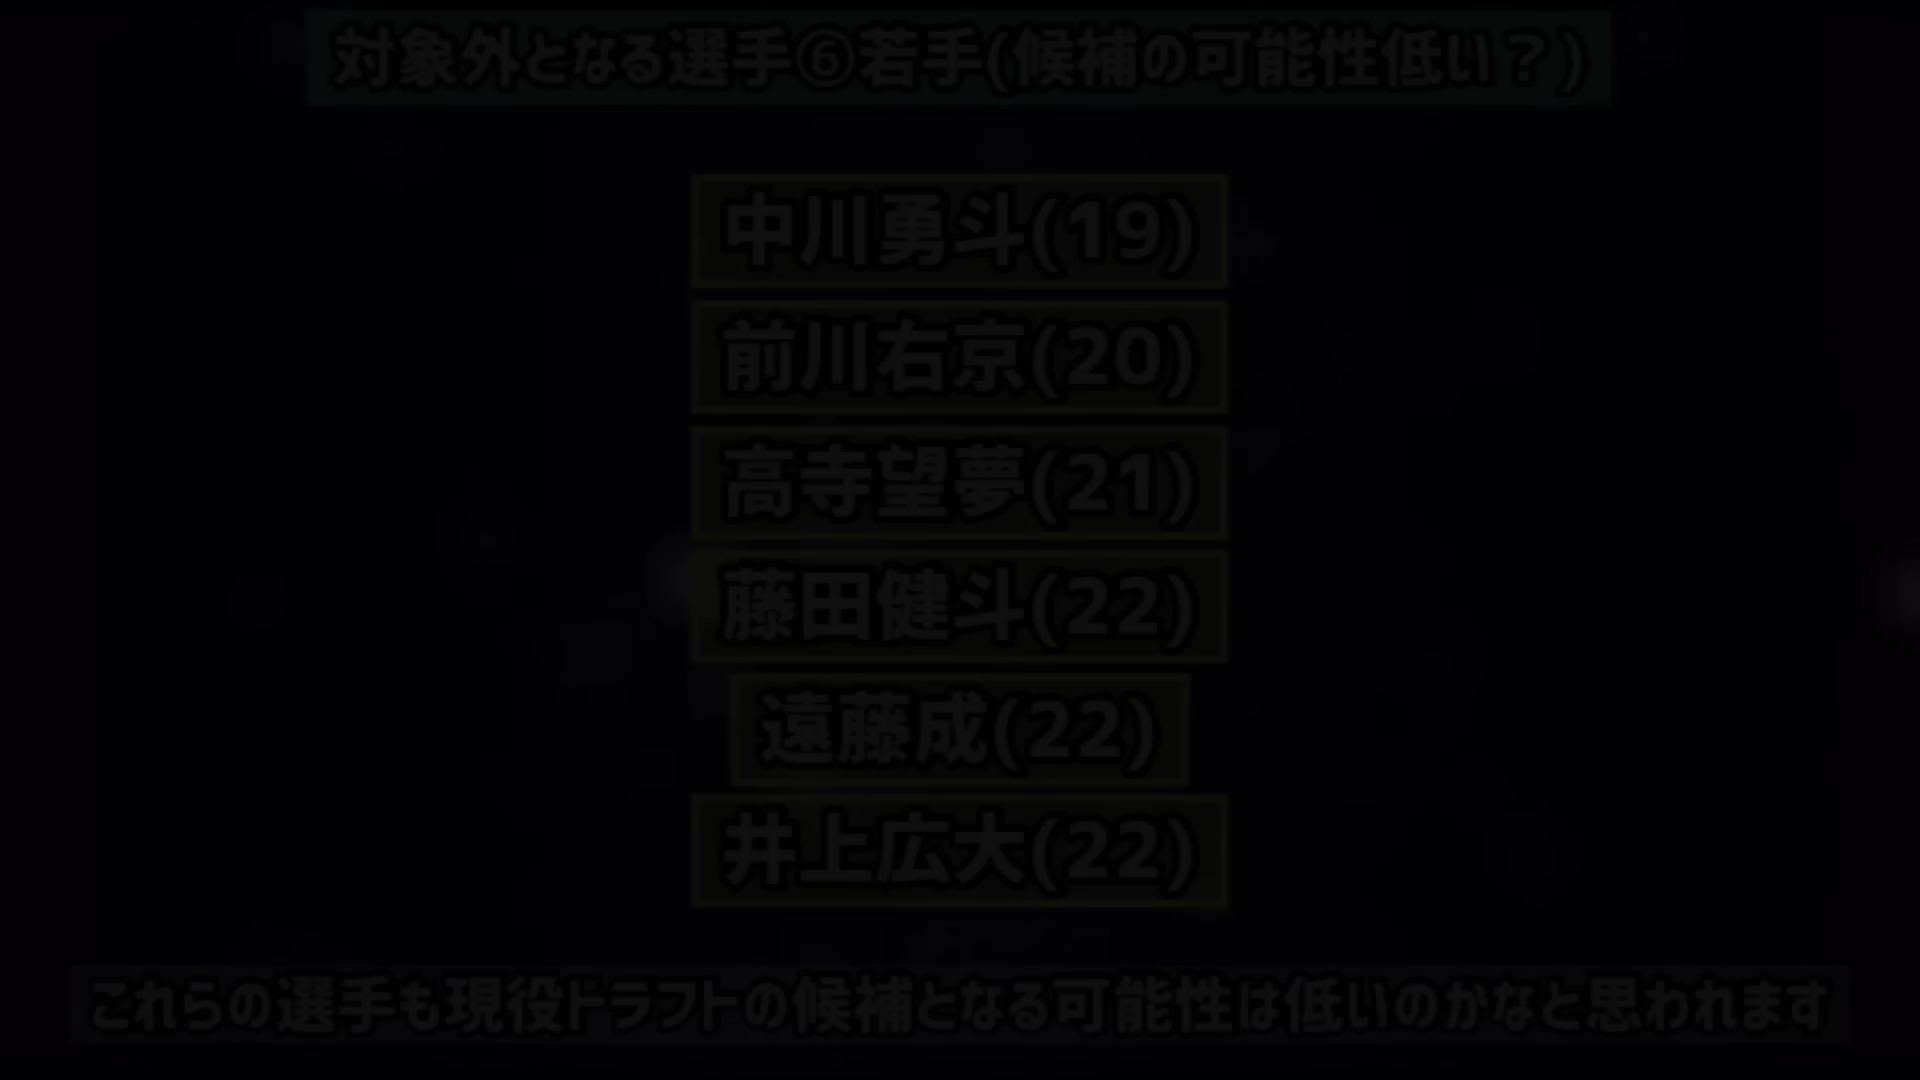 対象外となる選手⑥若手(候補の可能性低い？)
中川勇斗(19)
前川右京(20)
高寺望夢(21)
藤田健斗(22)
遠藤成(22)
井上広大(22)
これらの選手も現役ドラフトの候補となる可能性は低いのかなと思われます